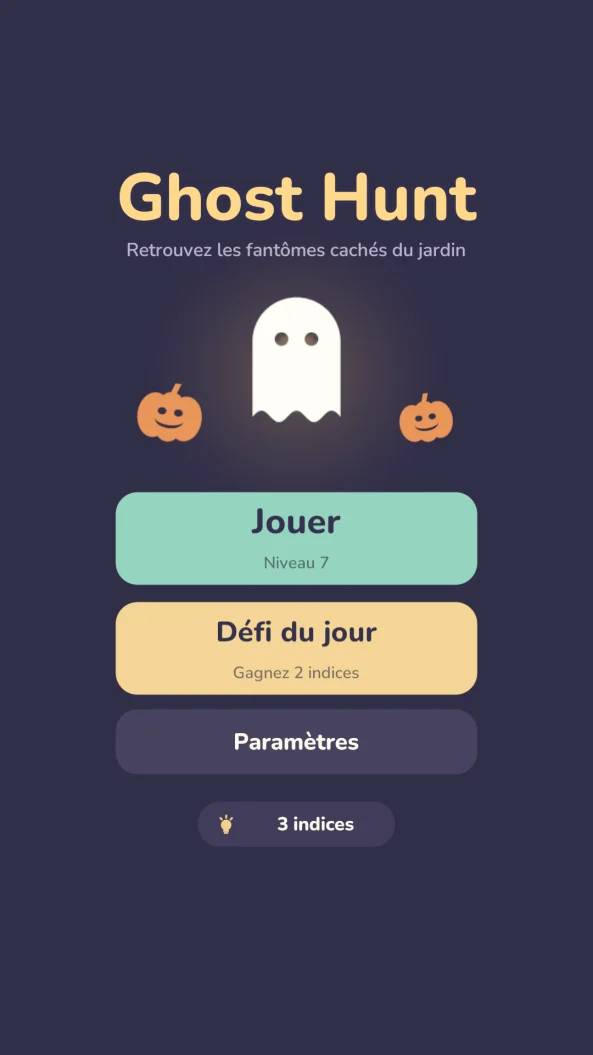 Ghost Hunt
Retrouvez les fantômes cachés du jardin
Jouer
Niveau 7
Défi du jour
Gagnez 2 indices
Paramètres
3 indices